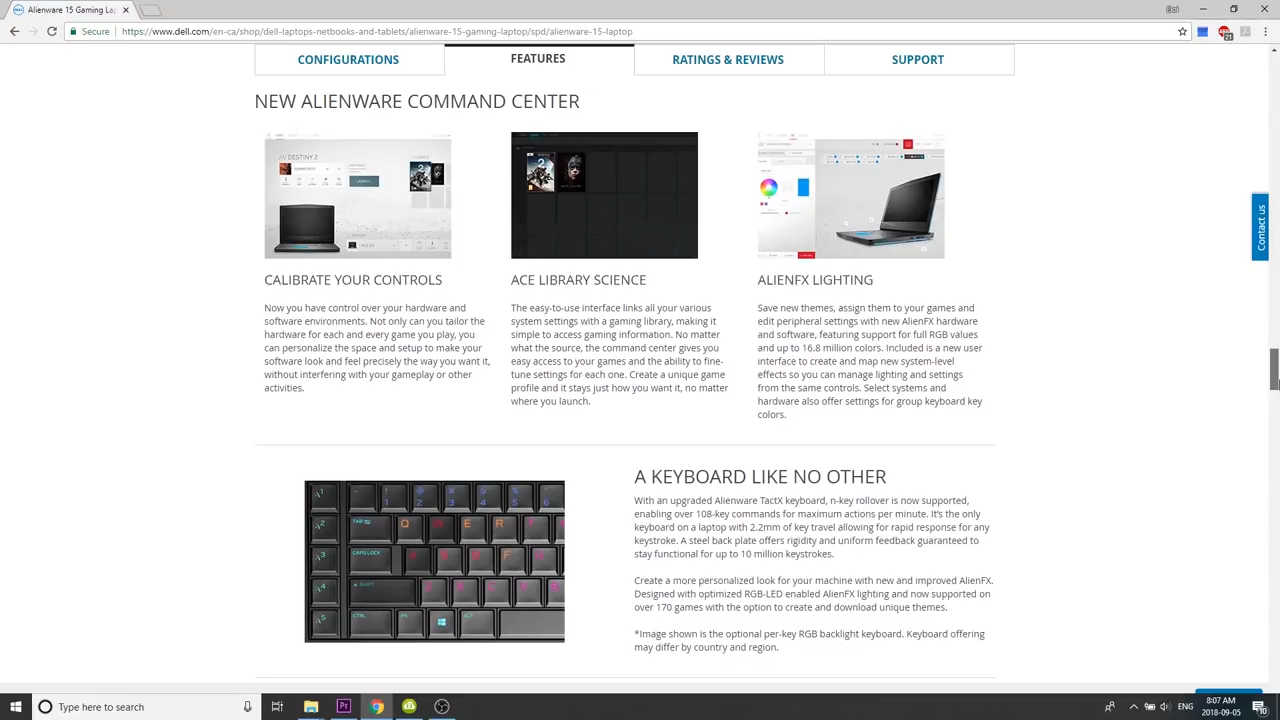 Alienware 15 Gaming Lap
Secure
https://www.dell.com/en-ca/shop/dell-laptops-netbooks-and-tablets/alienware-15-gaming-laptop/spd/alienware-15-laptop
CONFIGURATIONS
FEATURES
RATINGS & REVIEWS
SUPPORT
NEW ALIENWARE COMMAND CENTER
/// DESTINY 2
Contact us
CALIBRATE YOUR CONTROLS
Now you have control over your hardware and
software environments. Not only can you tailor the
hardware for each and every game you play, you
can personalize the space and setup to make your
software look and feel precisely the way you want it,
without interfering with your gameplay or other
activities.
ACE LIBRARY SCIENCE
The easy-to-use interface links all your various
system settings with a gaming library, making it
simple to access gaming information. No matter
what the source, the command center gives you
easy access to your games and the ability to fine-
tune settings for each one. Create a unique game
profile and it stays just how you want it, no matter
where you launch.
ALIENFX LIGHTING
Save new themes, assign them to your games and
edit peripheral settings with new AlienFX hardware
and software, featuring support for full RGB values
and up to 16.8 million colors. Included is a new user
interface to create and map new system-level
effects so you can manage lighting and settings
from the same controls. Select systems and
hardware also offer settings for group keyboard key
colors.
TAB
CAPS LOCK
SHIFT
CTRL FN ALT
A KEYBOARD LIKE NO OTHER
With an upgraded Alienware TactX keyboard, n-key rollover is now supported,
enabling over 108-key commands for maximum actions per minute. It's the only
keyboard on a laptop with 2.2mm of key travel allowing for rapid response for any
keystroke. A steel back plate offers rigidity and uniform feedback guaranteed to
stay functional for up to 10 million keystrokes.
Create a more personalized look for your machine with new and improved AlienFX.
Designed with optimized RGB-LED enabled AlienFX lighting and now supported on
over 170 games with the option to create and download unique themes.
*Image shown is the optional per-key RGB backlight keyboard. Keyboard offering
may differ by country and region.
Type here to search
Pr
ENG
8:07 AM
2018-09-05
10